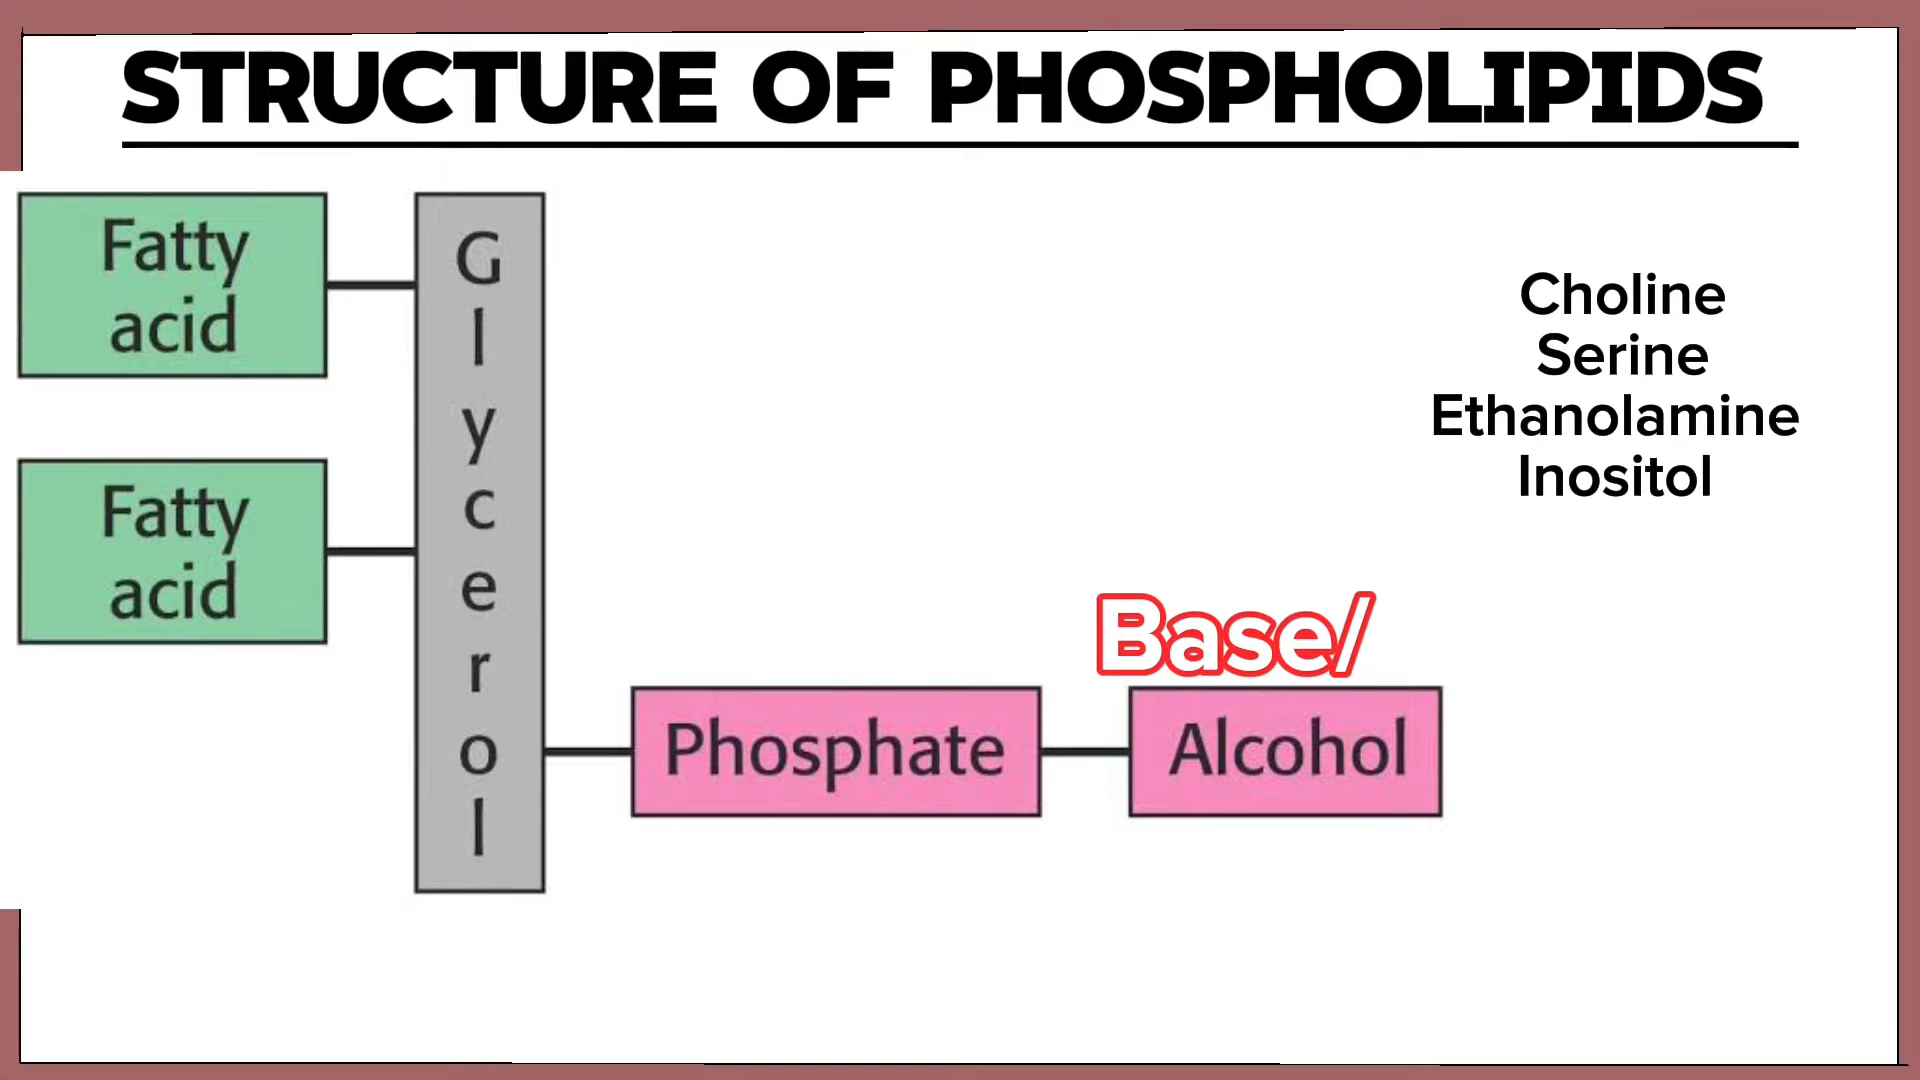 STRUCTURE OF PHOSPHOLIPIDS
Fatty
acid
Fatty
acid
Glycerol
Choline
Serine
Ethanolamine
Inositol
Base/
Phosphate
Alcohol